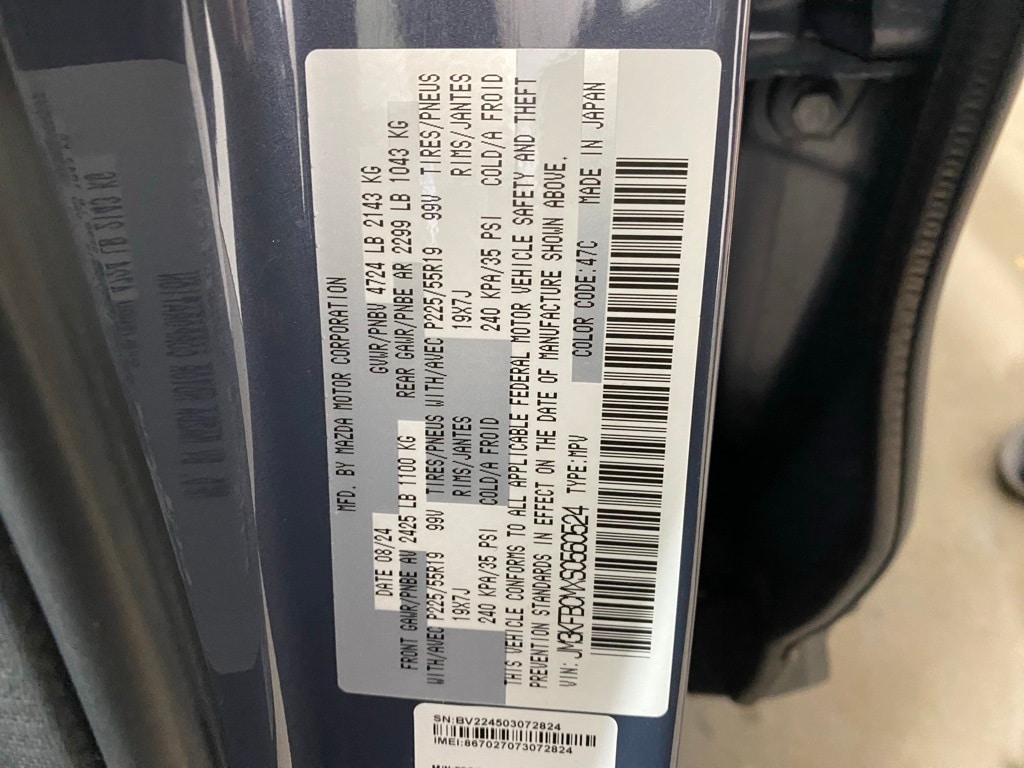 MFD. BY MAZDA MOTOR CORPORATION
DATE 08/24 GVWR/PNBV 4724 LB 2143 KG
FRONT GAWR/PNBE AV 2425 LB 1100 KG REAR GAWR/PNBE AR 2299 LB 1043 KG
WITH/AVEC P225/55R19 99V TIRES/PNEUS WITH/AVEC P225/55R19 99V TIRES/PNEUS
19X7J RIMS/JANTES 19X7J RIMS/JANTES
240 KPA/35 PSI COLD/A FROID 240 KPA/35 PSI COLD/A FROID
THIS VEHICLE CONFORMS TO ALL APPLICABLE FEDERAL MOTOR VEHICLE SAFETY AND THEFT
PREVENTION STANDARDS IN EFFECT ON THE DATE OF MANUFACTURE SHOWN ABOVE.
VIN: JM3KFBCMXS0560524 TYPE:MPV COLOR CODE:47C MADE IN JAPAN
SN:BV224503072824
IMEI:867027073072824